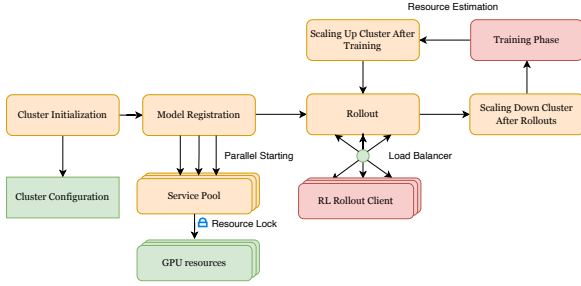 Resource Estimation
Scaling Up Cluster After
Training
Training Phase
Cluster Initialization
Model Registration
Rollout
Scaling Down Cluster
After Rollouts
Parallel Starting
Load Balancer
Cluster Configuration
Service Pool
RL Rollout Client
Resource Lock
GPU resources